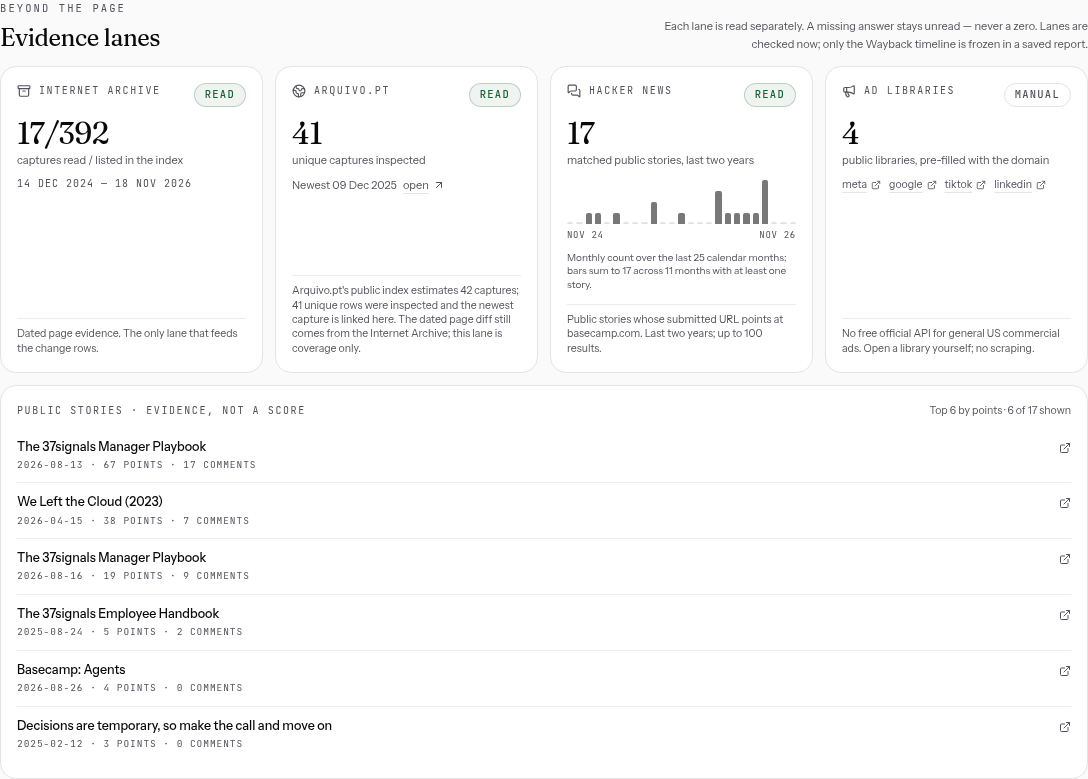 BEYOND THE PAGE
Evidence lanes
Each lane is read separately. A missing answer stays unread — never a zero. Lanes are
checked now; only the Wayback timeline is frozen in a saved report.
INTERNET ARCHIVE
READ
17/392
captures read / listed in the index
14 DEC 2024 — 18 NOV 2026
Dated page evidence. The only lane that feeds
the change rows.
ARQUIVO.PT
READ
41
unique captures inspected
Newest 09 Dec 2025 open
Arquivo.pt's public index estimates 42 captures;
41 unique rows were inspected and the newest
capture is linked here. The dated page diff still
comes from the Internet Archive; this lane is
coverage only.
HACKER NEWS
READ
17
matched public stories, last two years
NOV 24
NOV 26
Monthly count over the last 25 calendar months;
bars sum to 17 across 11 months with at least one
story.
Public stories whose submitted URL points at
basecamp.com. Last two years; up to 100
results.
AD LIBRARIES
MANUAL
4
public libraries, pre-filled with the domain
meta google tiktok linkedin
No free official API for general US commercial
ads. Open a library yourself; no scraping.
PUBLIC STORIES · EVIDENCE, NOT A SCORE
Top 6 by points · 6 of 17 shown
The 37signals Manager Playbook
2026-08-13 · 67 POINTS · 17 COMMENTS
We Left the Cloud (2023)
2026-04-15 · 38 POINTS · 7 COMMENTS
The 37signals Manager Playbook
2026-08-16 · 19 POINTS · 9 COMMENTS
The 37signals Employee Handbook
2025-08-24 · 5 POINTS · 2 COMMENTS
Basecamp: Agents
2026-08-26 · 4 POINTS · 0 COMMENTS
Decisions are temporary, so make the call and move on
2025-02-12 · 3 POINTS · 0 COMMENTS